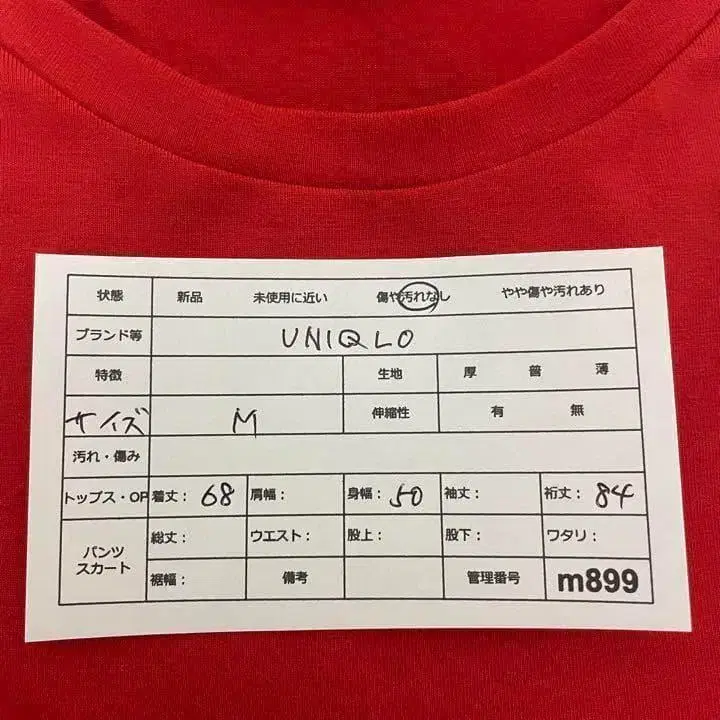 状態 新品 未使用に近い 傷や汚れなし やや傷や汚れあり
ブランド等 UNIQLO
特徴 生地 厚 普 薄
サイズ M 伸縮性 有 無
汚れ・傷み
トップス・OP 着丈：68 肩幅： 身幅：50 袖丈： 裄丈：84
パンツ 総丈： ウエスト： 股上： 股下： ワタリ：
スカート 裾幅： 備考 管理番号 m899